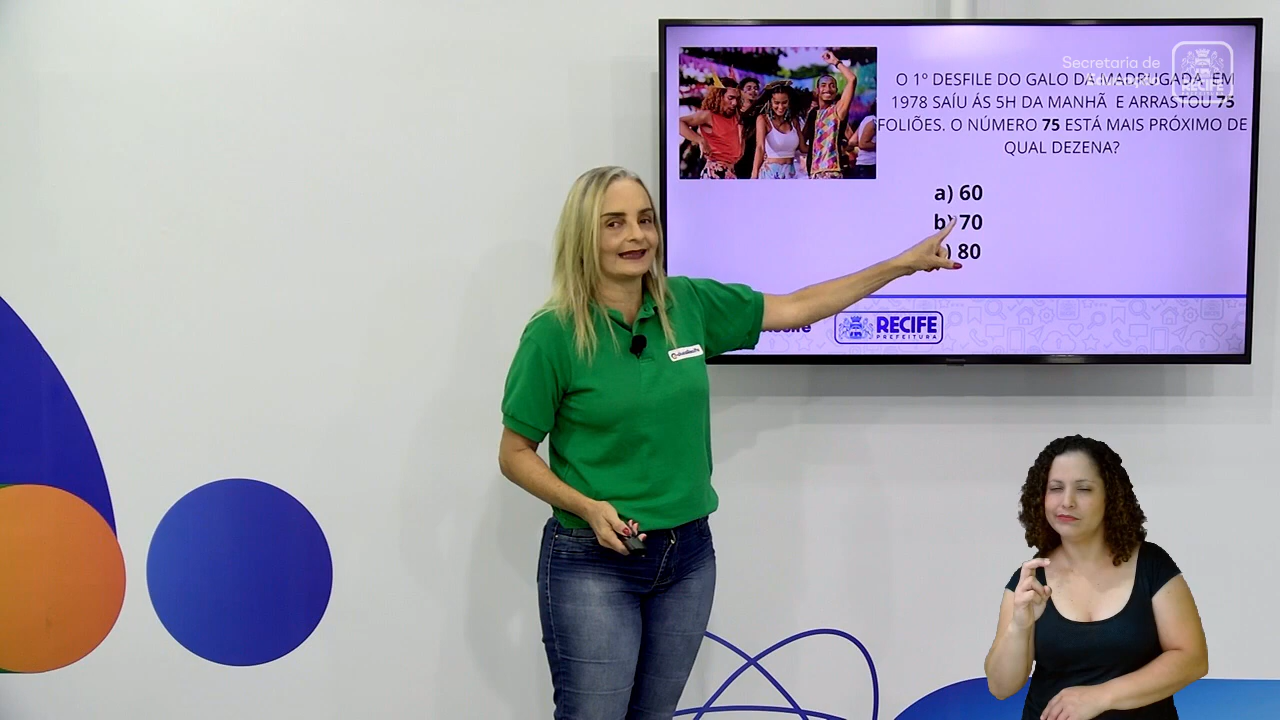 Secretaria de
O 1º DESFILE DO GALO DA MADRUGADA, EM
1978 SAÍU ÁS 5H DA MANHÃ E ARRASTOU 75
FOLIÕES. O NÚMERO 75 ESTÁ MAIS PRÓXIMO DE
QUAL DEZENA?
a) 60
b) 70
) 80
RECIFE
PREFEITURA
RECIFE